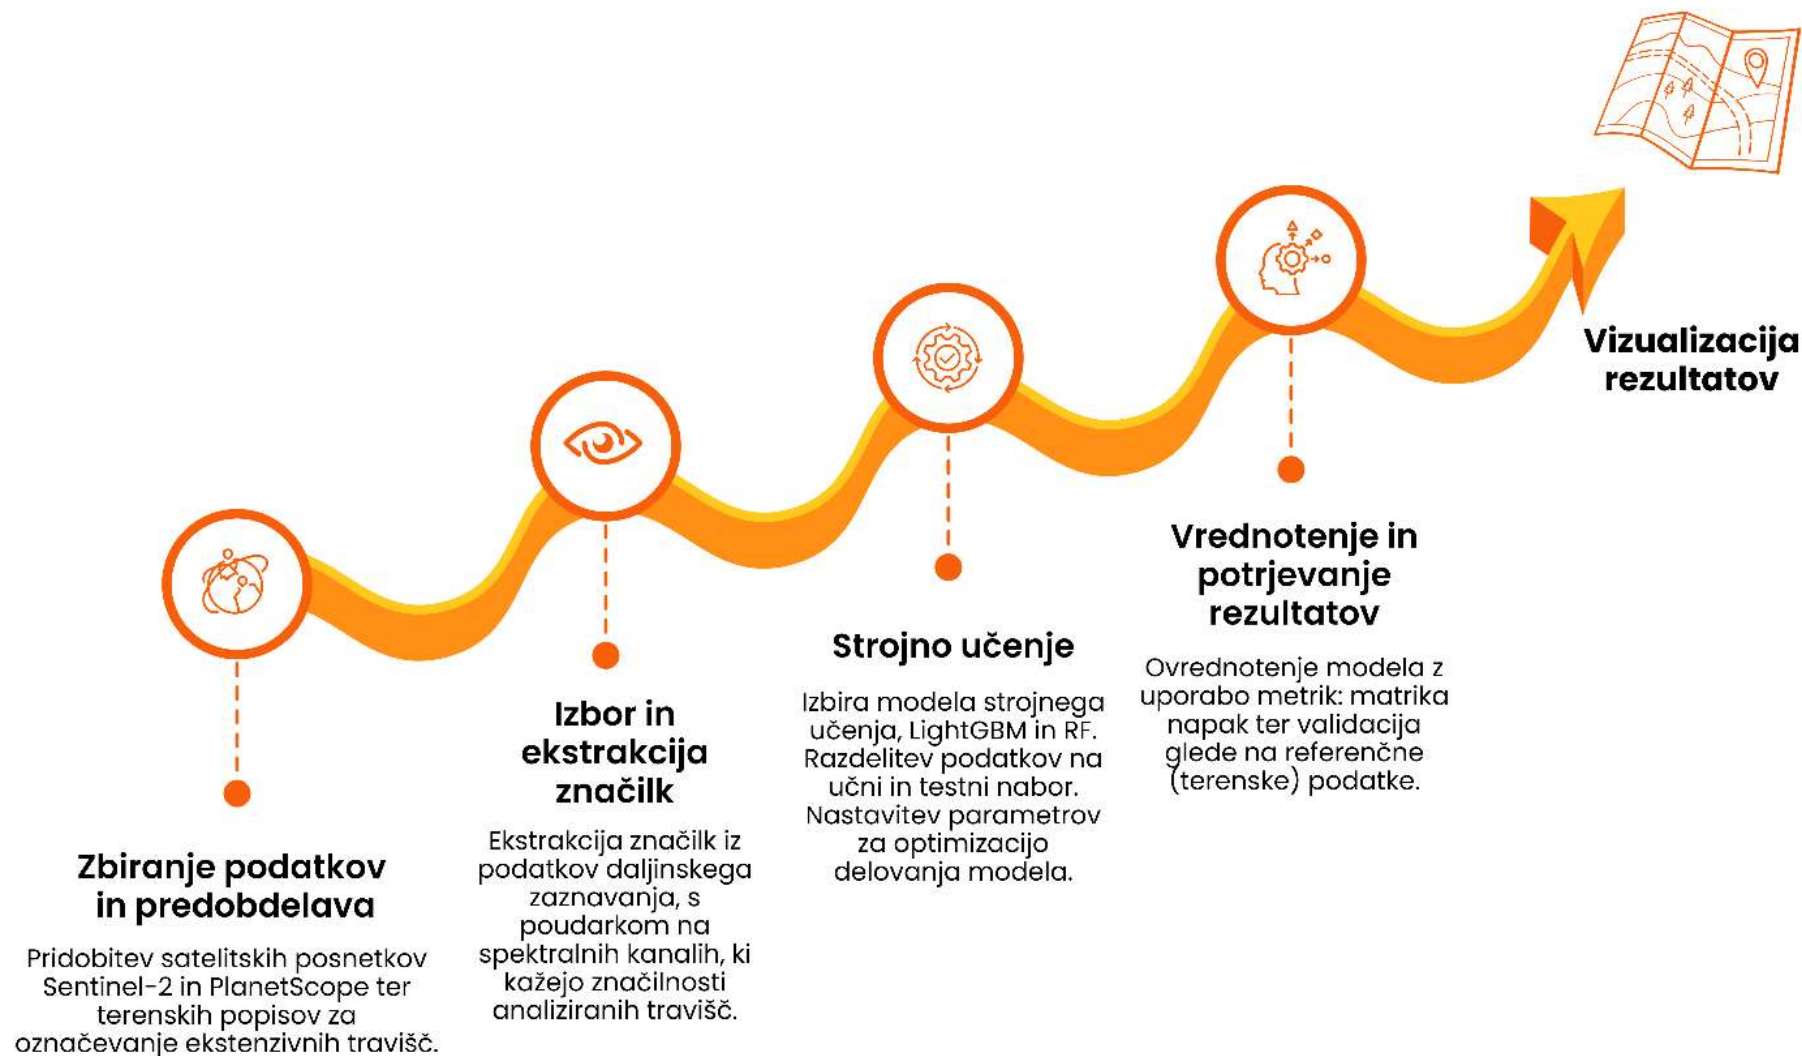 Zbiranje podatkov
in predobdelava
Pridobitev satelitskih posnetkov
Sentinel-2 in PlanetScope ter
terenskih popisov za
označevanje ekstenzivnih travišč.
Izbor in
ekstrakcija
značilk
Ekstrakcija značilk iz
podatkov daljinskega
zaznavanja, s
poudarkom na
spektralnih kanalih, ki
kažejo značilnosti
analiziranih travišč.
Strojno učenje
Izbira modela strojnega
učenja, LightGBM in RF.
Razdelitev podatkov na
učni in testni nabor.
Nastavitev parametrov
za optimizacijo
delovanja modela.
Vrednotenje in
potrjevanje
rezultatov
Ovrednotenje modela z
uporabo metrik: matrika
napak ter validacija
glede na referenčne
(terenske) podatke.
Vizualizacija
rezultatov